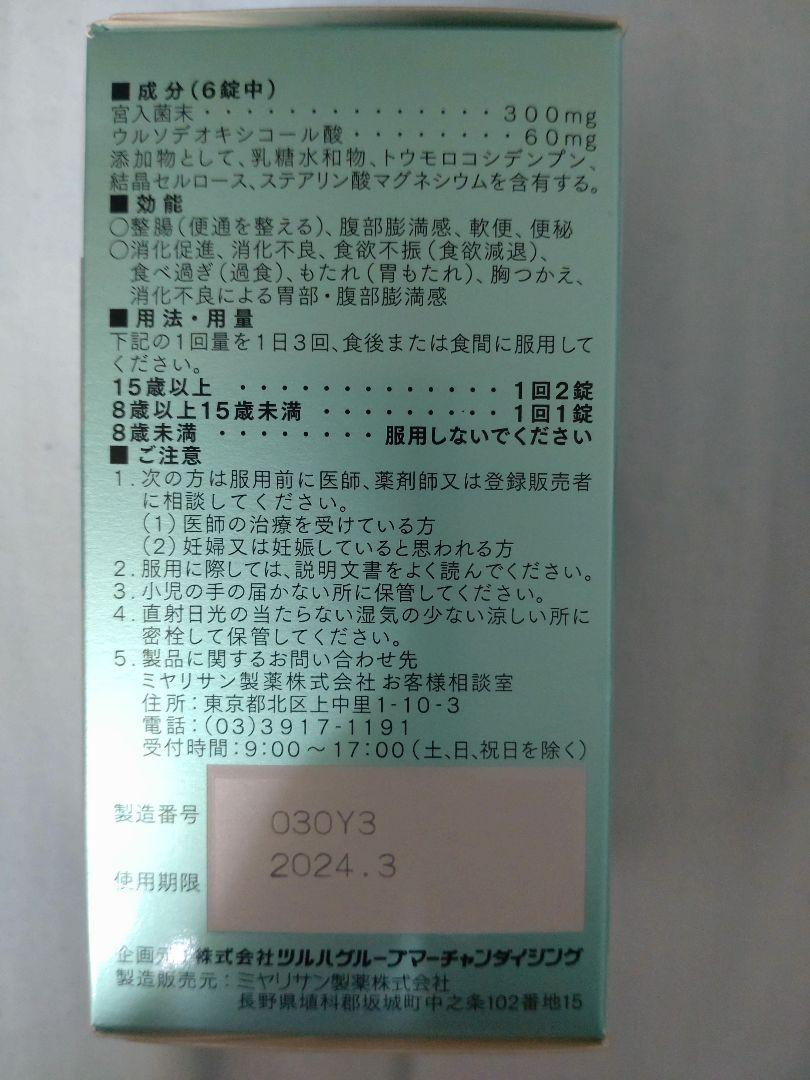 ■成分(6錠中)
宮入菌末・・・・・・・・・・・・・・・300mg
ウルソデオキシコール酸・・・・・・・・60mg
添加物として、乳糖水和物、トウモロコシデンプン、
結晶セルロース、ステアリン酸マグネシウムを含有する。
■効能
○整腸(便通を整える)、腹部膨満感、軟便、便秘
○消化促進、消化不良、食欲不振(食欲減退)、
食べ過ぎ(過食)、もたれ(胃もたれ)、胸つかえ、
消化不良による胃部・腹部膨満感
■用法・用量
下記の1回量を1日3回、食後または食間に服用して
ください。
15歳以上 ・・・・・・・・・・・・・1回2錠
8歳以上15歳未満 ・・・・・・・・・1回1錠
8歳未満 ・・・・・・・・服用しないでください
■ご注意
1.次の方は服用前に医師、薬剤師又は登録販売者
に相談してください。
(1)医師の治療を受けている方
(2)妊婦又は妊娠していると思われる方
2.服用に際しては、説明文書をよく読んでください。
3.小児の手の届かない所に保管してください。
4.直射日光の当たらない湿気の少ない涼しい所に
密栓して保管してください。
5.製品に関するお問い合わせ先
ミヤリサン製薬株式会社 お客様相談室
住所:東京都北区上中里1-10-3
電話:(03)3917-1191
受付時間:9:00~17:00(土、日、祝日を除く)
製造番号 030Y3
使用期限 2024.3
企画元:株式会社ツルハグループマーチャンダイジング
製造販売元:ミヤリサン製薬株式会社
長野県埴科郡坂城町中之条102番地15